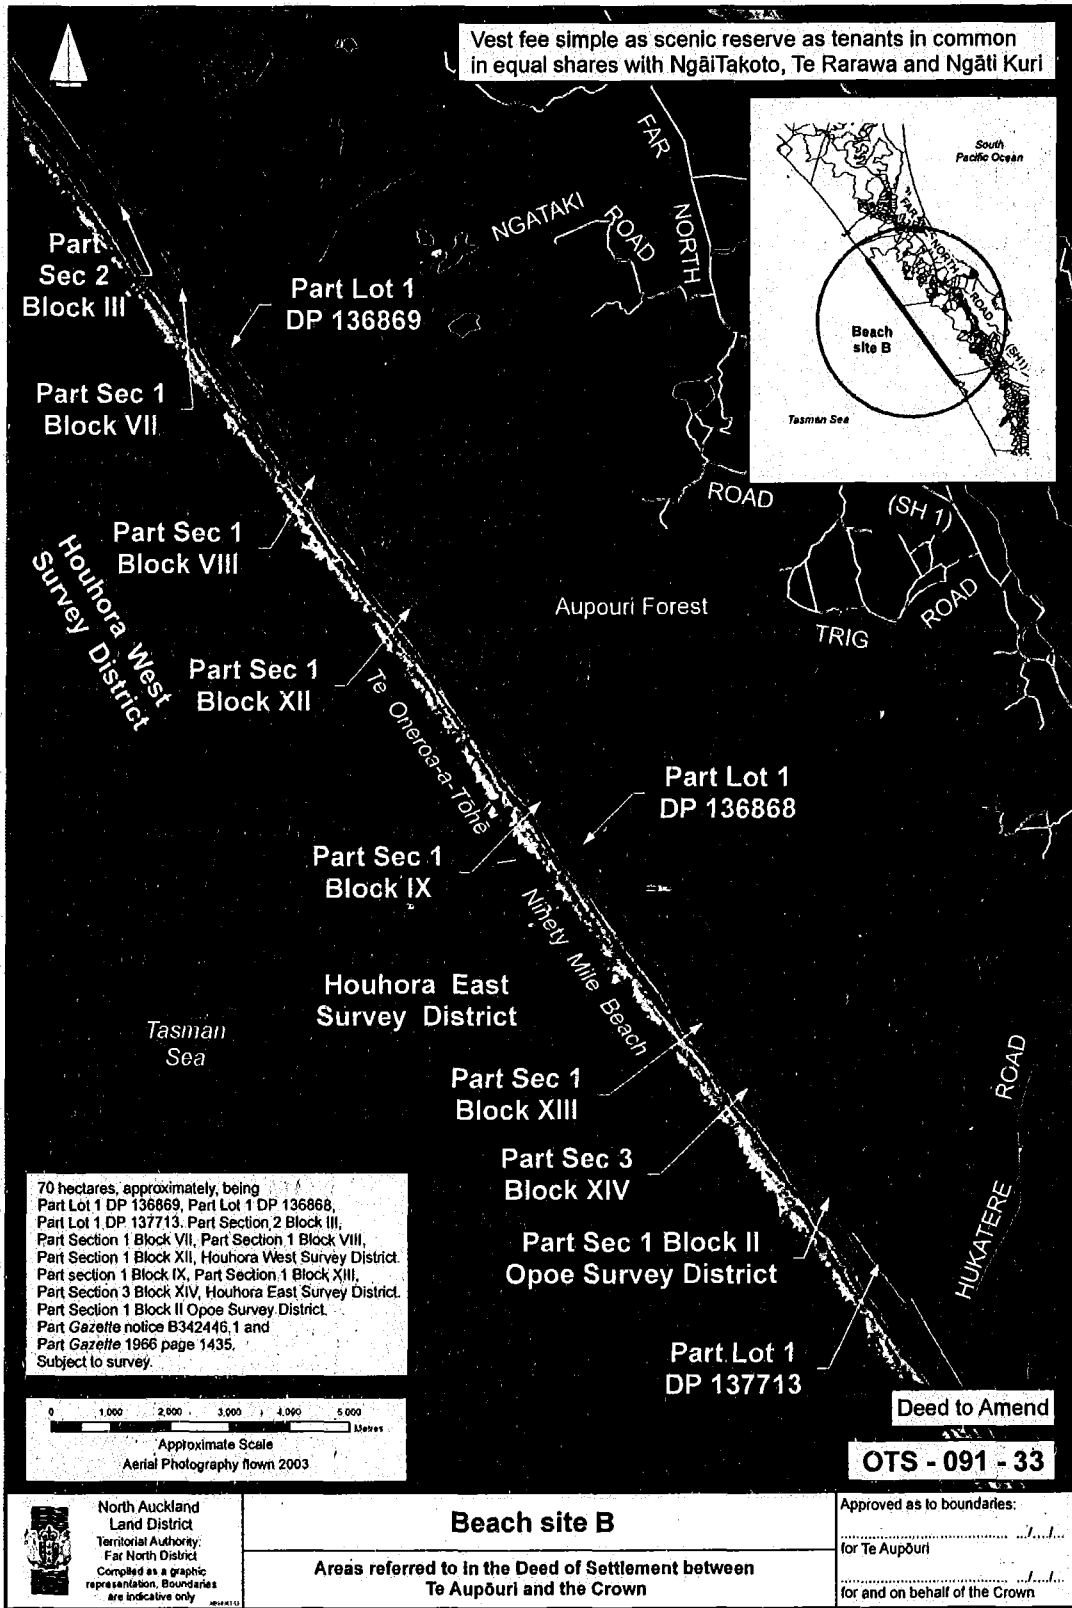 Vest fee simple as scenic reserve as tenants in common
in equal shares with NgāiTakoto, Te Rarawa and Ngāti Kuri
South
Pacific Ocean
FAR NORTH ROAD (SH1)
Beach
site B
Tasman Sea
FAR NORTH
NGATAKI ROAD
ROAD
(SH 1)
TRIG ROAD
Part
Sec 2
Block III
Part Lot 1
DP 136869
Part Sec 1
Block VII
Part Sec 1
Block VIII
Houhora West
Survey District
Aupouri Forest
Part Sec 1
Block XII
Te Oneroa-a-Tōhē
Part Lot 1
DP 136868
Part Sec 1
Block IX
Ninety Mile Beach
Houhora East
Survey District
Tasman
Sea
Part Sec 1
Block XIII
HUKATERE ROAD
Part Sec 3
Block XIV
Part Sec 1 Block II
Opoe Survey District
Part Lot 1
DP 137713
70 hectares, approximately, being
Part Lot 1 DP 136869, Part Lot 1 DP 136868,
Part Lot 1 DP 137713, Part Section 2 Block III,
Part Section 1 Block VII, Part Section 1 Block VIII,
Part Section 1 Block XII, Houhora West Survey District.
Part section 1 Block IX, Part Section 1 Block XIII,
Part Section 3 Block XIV, Houhora East Survey District.
Part Section 1 Block II Opoe Survey District.
Part Gazette notice B342446.1 and
Part Gazette 1966 page 1435.
Subject to survey.
0 1,000 2,000 3,000 4,000 5,000
Metres
Approximate Scale
Aerial Photography flown 2003
Deed to Amend
OTS - 091 - 33
North Auckland
Land District
Territorial Authority:
Far North District
Compiled as a graphic
representation, Boundaries
are indicative only
Beach site B
Areas referred to in the Deed of Settlement between
Te Aupōuri and the Crown
Approved as to boundaries:
.............................. .../.../...
for Te Aupōuri
.............................. .../.../...
for and on behalf of the Crown